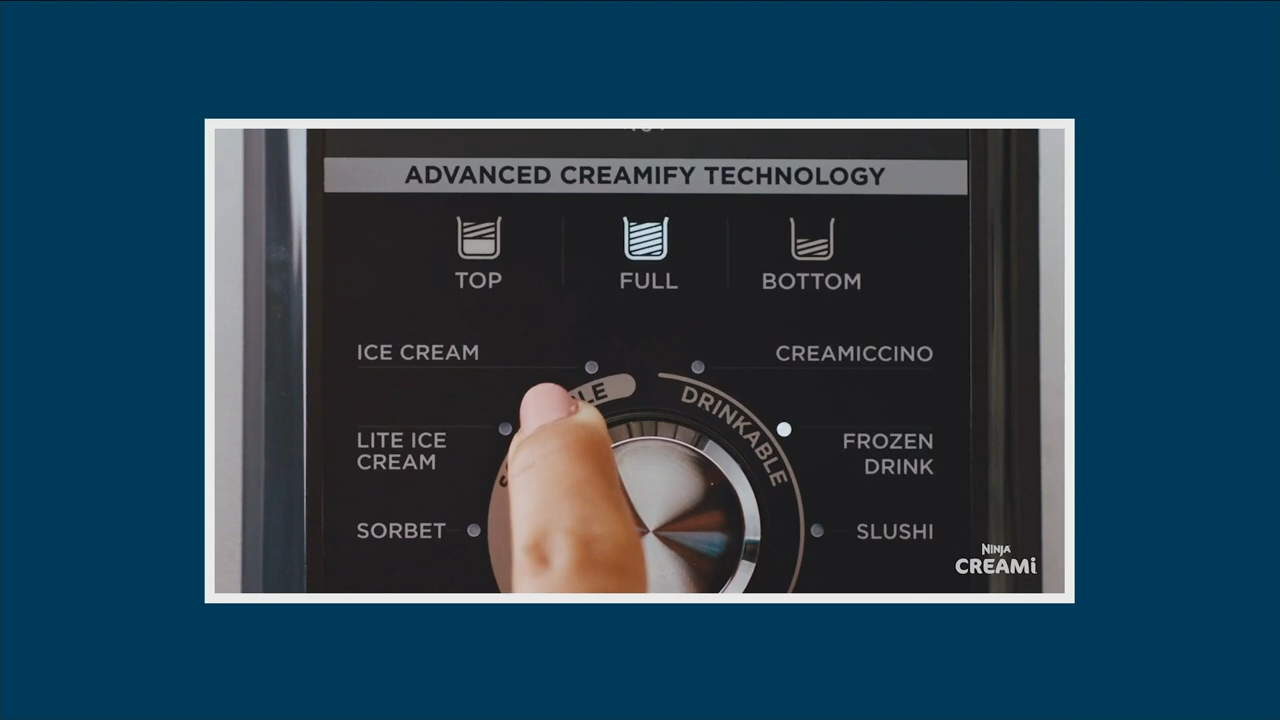 ADVANCED CREAMIFY TECHNOLOGY
TOP
FULL
BOTTOM
ICE CREAM
CREAMICCINO
DRINKABLE
LITE ICE
CREAM
FROZEN
DRINK
SORBET
SLUSHI
NINJA
CREAMi